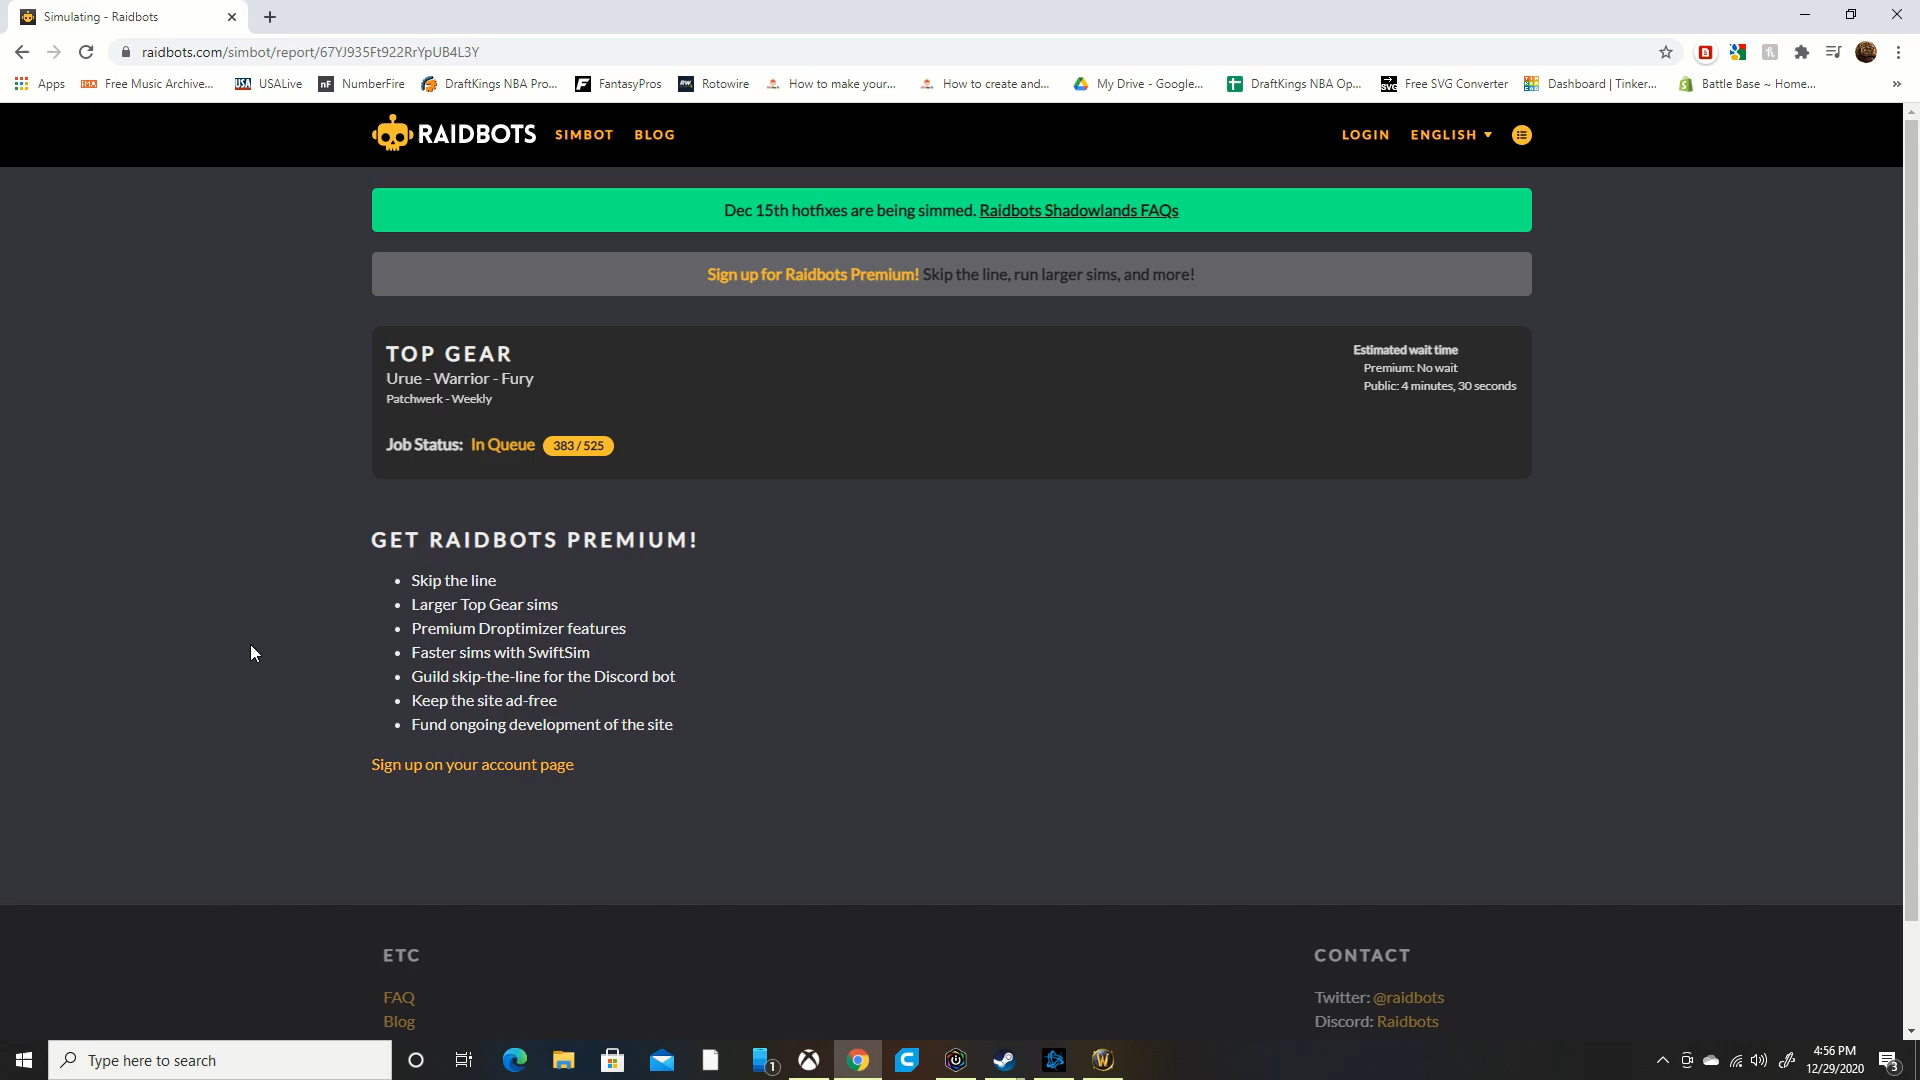 Simulating - Raidbots
raidbots.com/simbot/report/67YJ935Ft922RrYpUB4L3Y
Apps Free Music Archive... USALive NumberFire DraftKings NBA Pro... FantasyPros Rotowire How to make your... How to create and... My Drive - Google... DraftKings NBA Op... Free SVG Converter Dashboard | Tinker... Battle Base ~ Home... »
RAIDBOTS SIMBOT BLOG LOGIN ENGLISH
Dec 15th hotfixes are being simmed. Raidbots Shadowlands FAQs
Sign up for Raidbots Premium! Skip the line, run larger sims, and more!
TOP GEAR
Urue - Warrior - Fury
Patchwerk - Weekly
Estimated wait time
Premium: No wait
Public: 4 minutes, 30 seconds
Job Status: In Queue 383 / 525
GET RAIDBOTS PREMIUM!
• Skip the line
• Larger Top Gear sims
• Premium Droptimizer features
• Faster sims with SwiftSim
• Guild skip-the-line for the Discord bot
• Keep the site ad-free
• Fund ongoing development of the site
Sign up on your account page
ETC
FAQ
Blog
CONTACT
Twitter: @raidbots
Discord: Raidbots
Type here to search
1
4:56 PM
12/29/2020
3